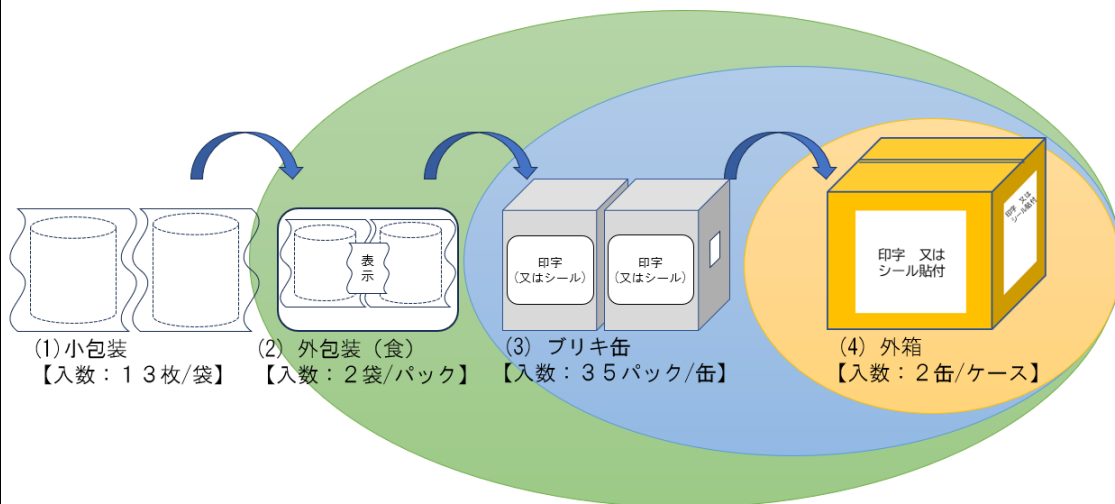 表
示
印字
(又はシール)
印字
(又はシール)
印字 又は
シール貼付
印字 又は
シール貼付
(1)小包装
【入数：１３枚/袋】
(2) 外包装（食）
【入数：２袋/パック】
(3) ブリキ缶
【入数：３５パック/缶】
(4) 外箱
【入数：２缶/ケース】